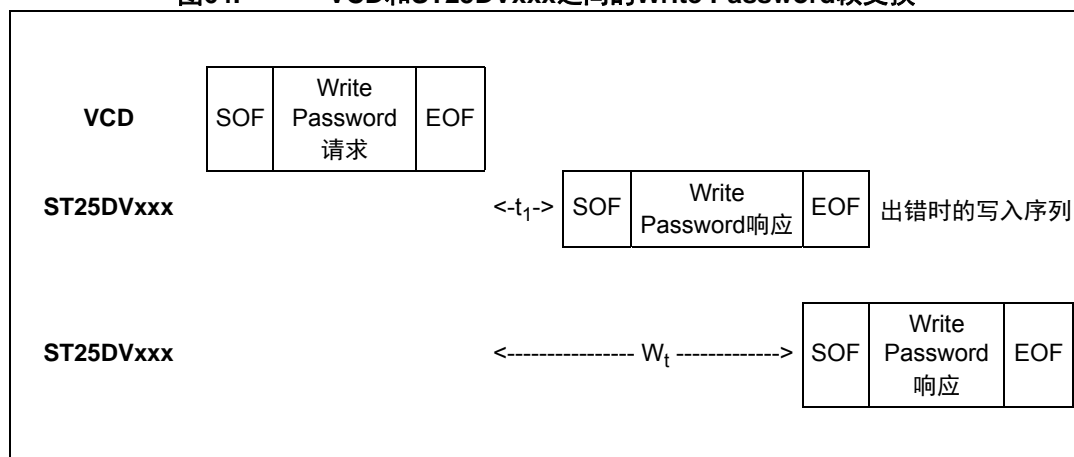 VCD和ST25DVxxx之间的Write Password帧交换
VCD
SOF
Write
Password
请求
EOF
ST25DVxxx
<-t₁->
SOF
Write
Password响应
EOF
出错时的写入序列
ST25DVxxx
<---------------- Wₜ ------------->
SOF
Write
Password
响应
EOF